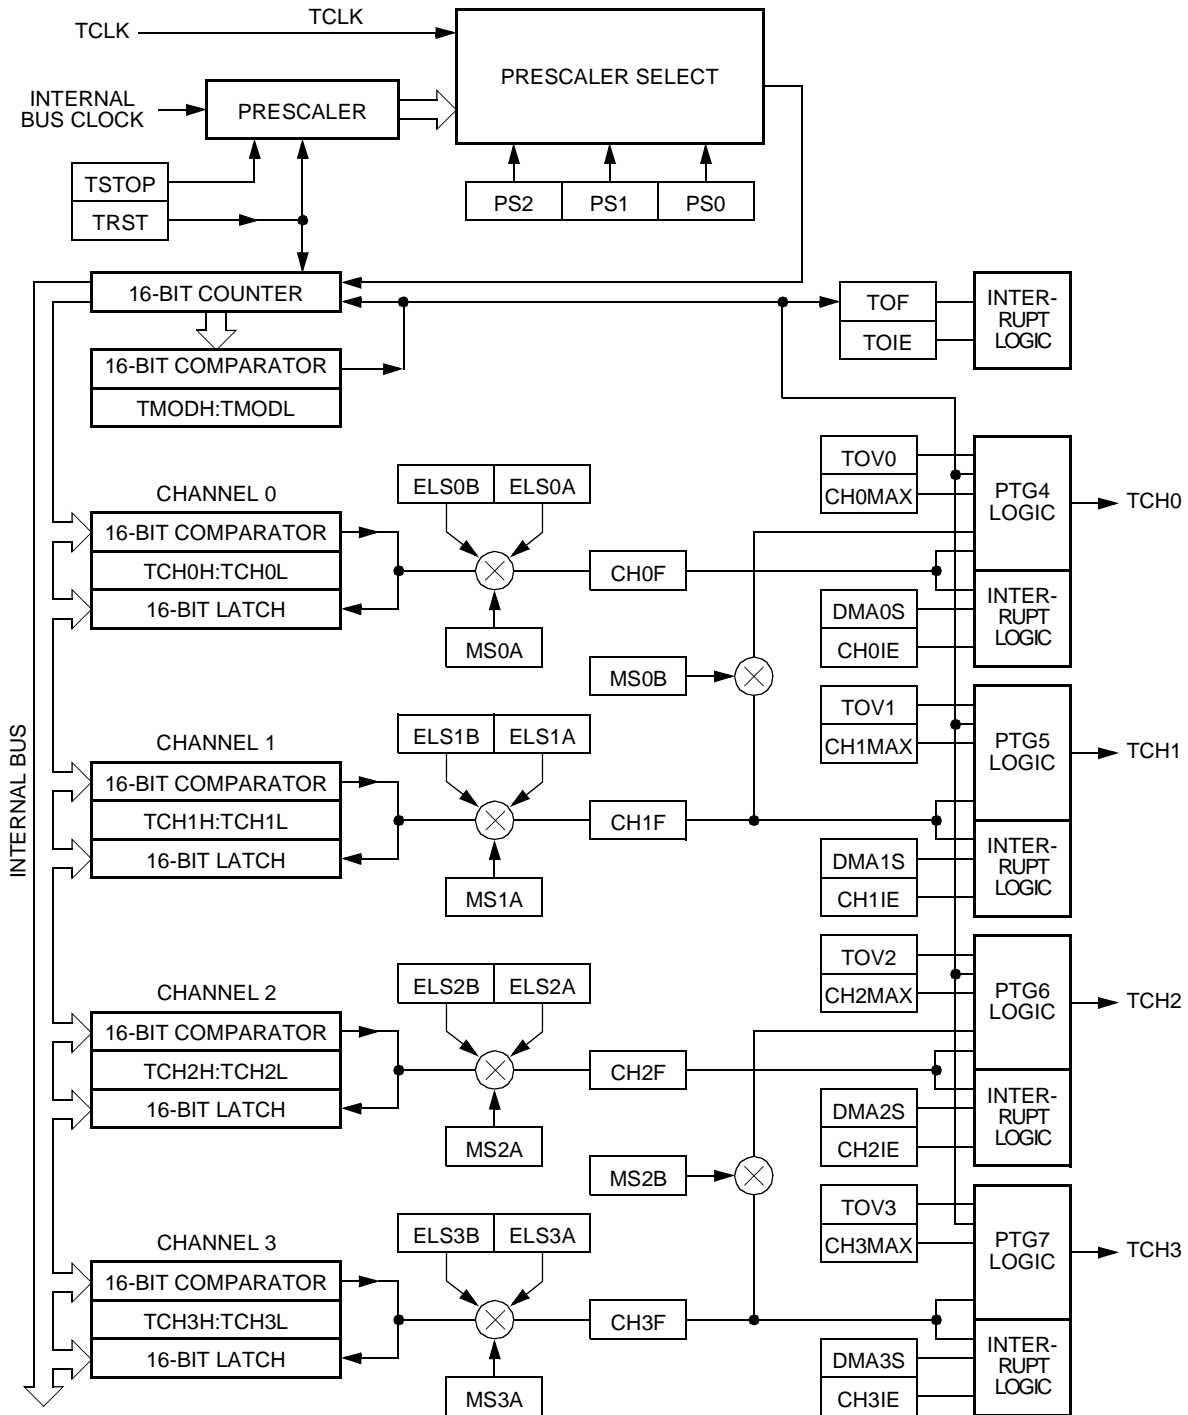 TCLK
TCLK
PRESCALER SELECT
INTERNAL
BUS CLOCK
PRESCALER
TSTOP
TRST
PS2
PS1
PS0
16-BIT COUNTER
TOF
TOIE
INTER-
RUPT
LOGIC
16-BIT COMPARATOR
TMODH:TMODL
INTERNAL BUS
CHANNEL 0
16-BIT COMPARATOR
TCH0H:TCH0L
16-BIT LATCH
ELS0B
ELS0A
MS0A
CH0F
MS0B
TOV0
CH0MAX
PTG4
LOGIC
TCH0
DMA0S
CH0IE
INTER-
RUPT
LOGIC
CHANNEL 1
16-BIT COMPARATOR
TCH1H:TCH1L
16-BIT LATCH
ELS1B
ELS1A
MS1A
CH1F
TOV1
CH1MAX
PTG5
LOGIC
TCH1
DMA1S
CH1IE
INTER-
RUPT
LOGIC
CHANNEL 2
16-BIT COMPARATOR
TCH2H:TCH2L
16-BIT LATCH
ELS2B
ELS2A
MS2A
CH2F
MS2B
TOV2
CH2MAX
PTG6
LOGIC
TCH2
DMA2S
CH2IE
INTER-
RUPT
LOGIC
CHANNEL 3
16-BIT COMPARATOR
TCH3H:TCH3L
16-BIT LATCH
ELS3B
ELS3A
MS3A
CH3F
TOV3
CH3MAX
PTG7
LOGIC
TCH3
DMA3S
CH3IE
INTER-
RUPT
LOGIC